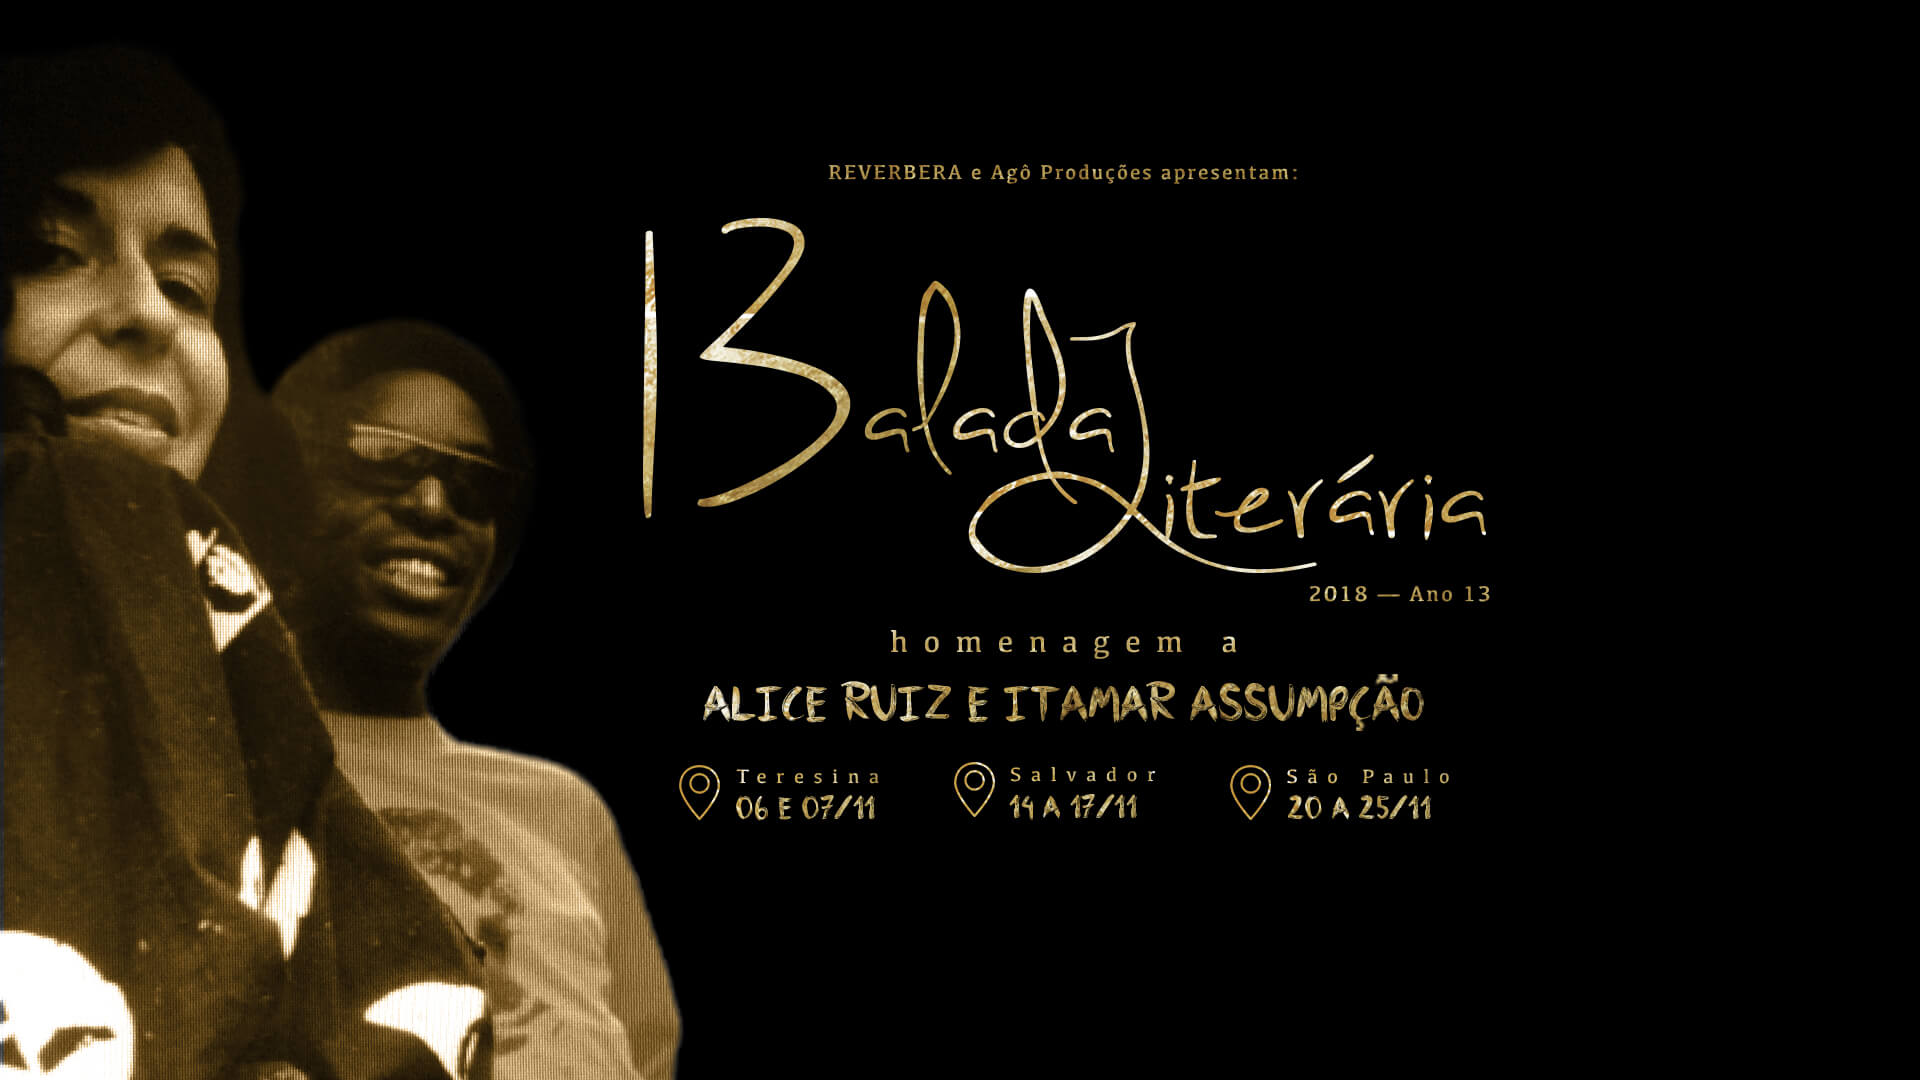 REVERBERA e Agô Produções apresentam:
Balada
Literária
2018 — Ano 13
homenagem a
ALICE RUIZ E ITAMAR ASSUMPÇÃO
Teresina
06 E 07/11
Salvador
14 A 17/11
São Paulo
20 A 25/11